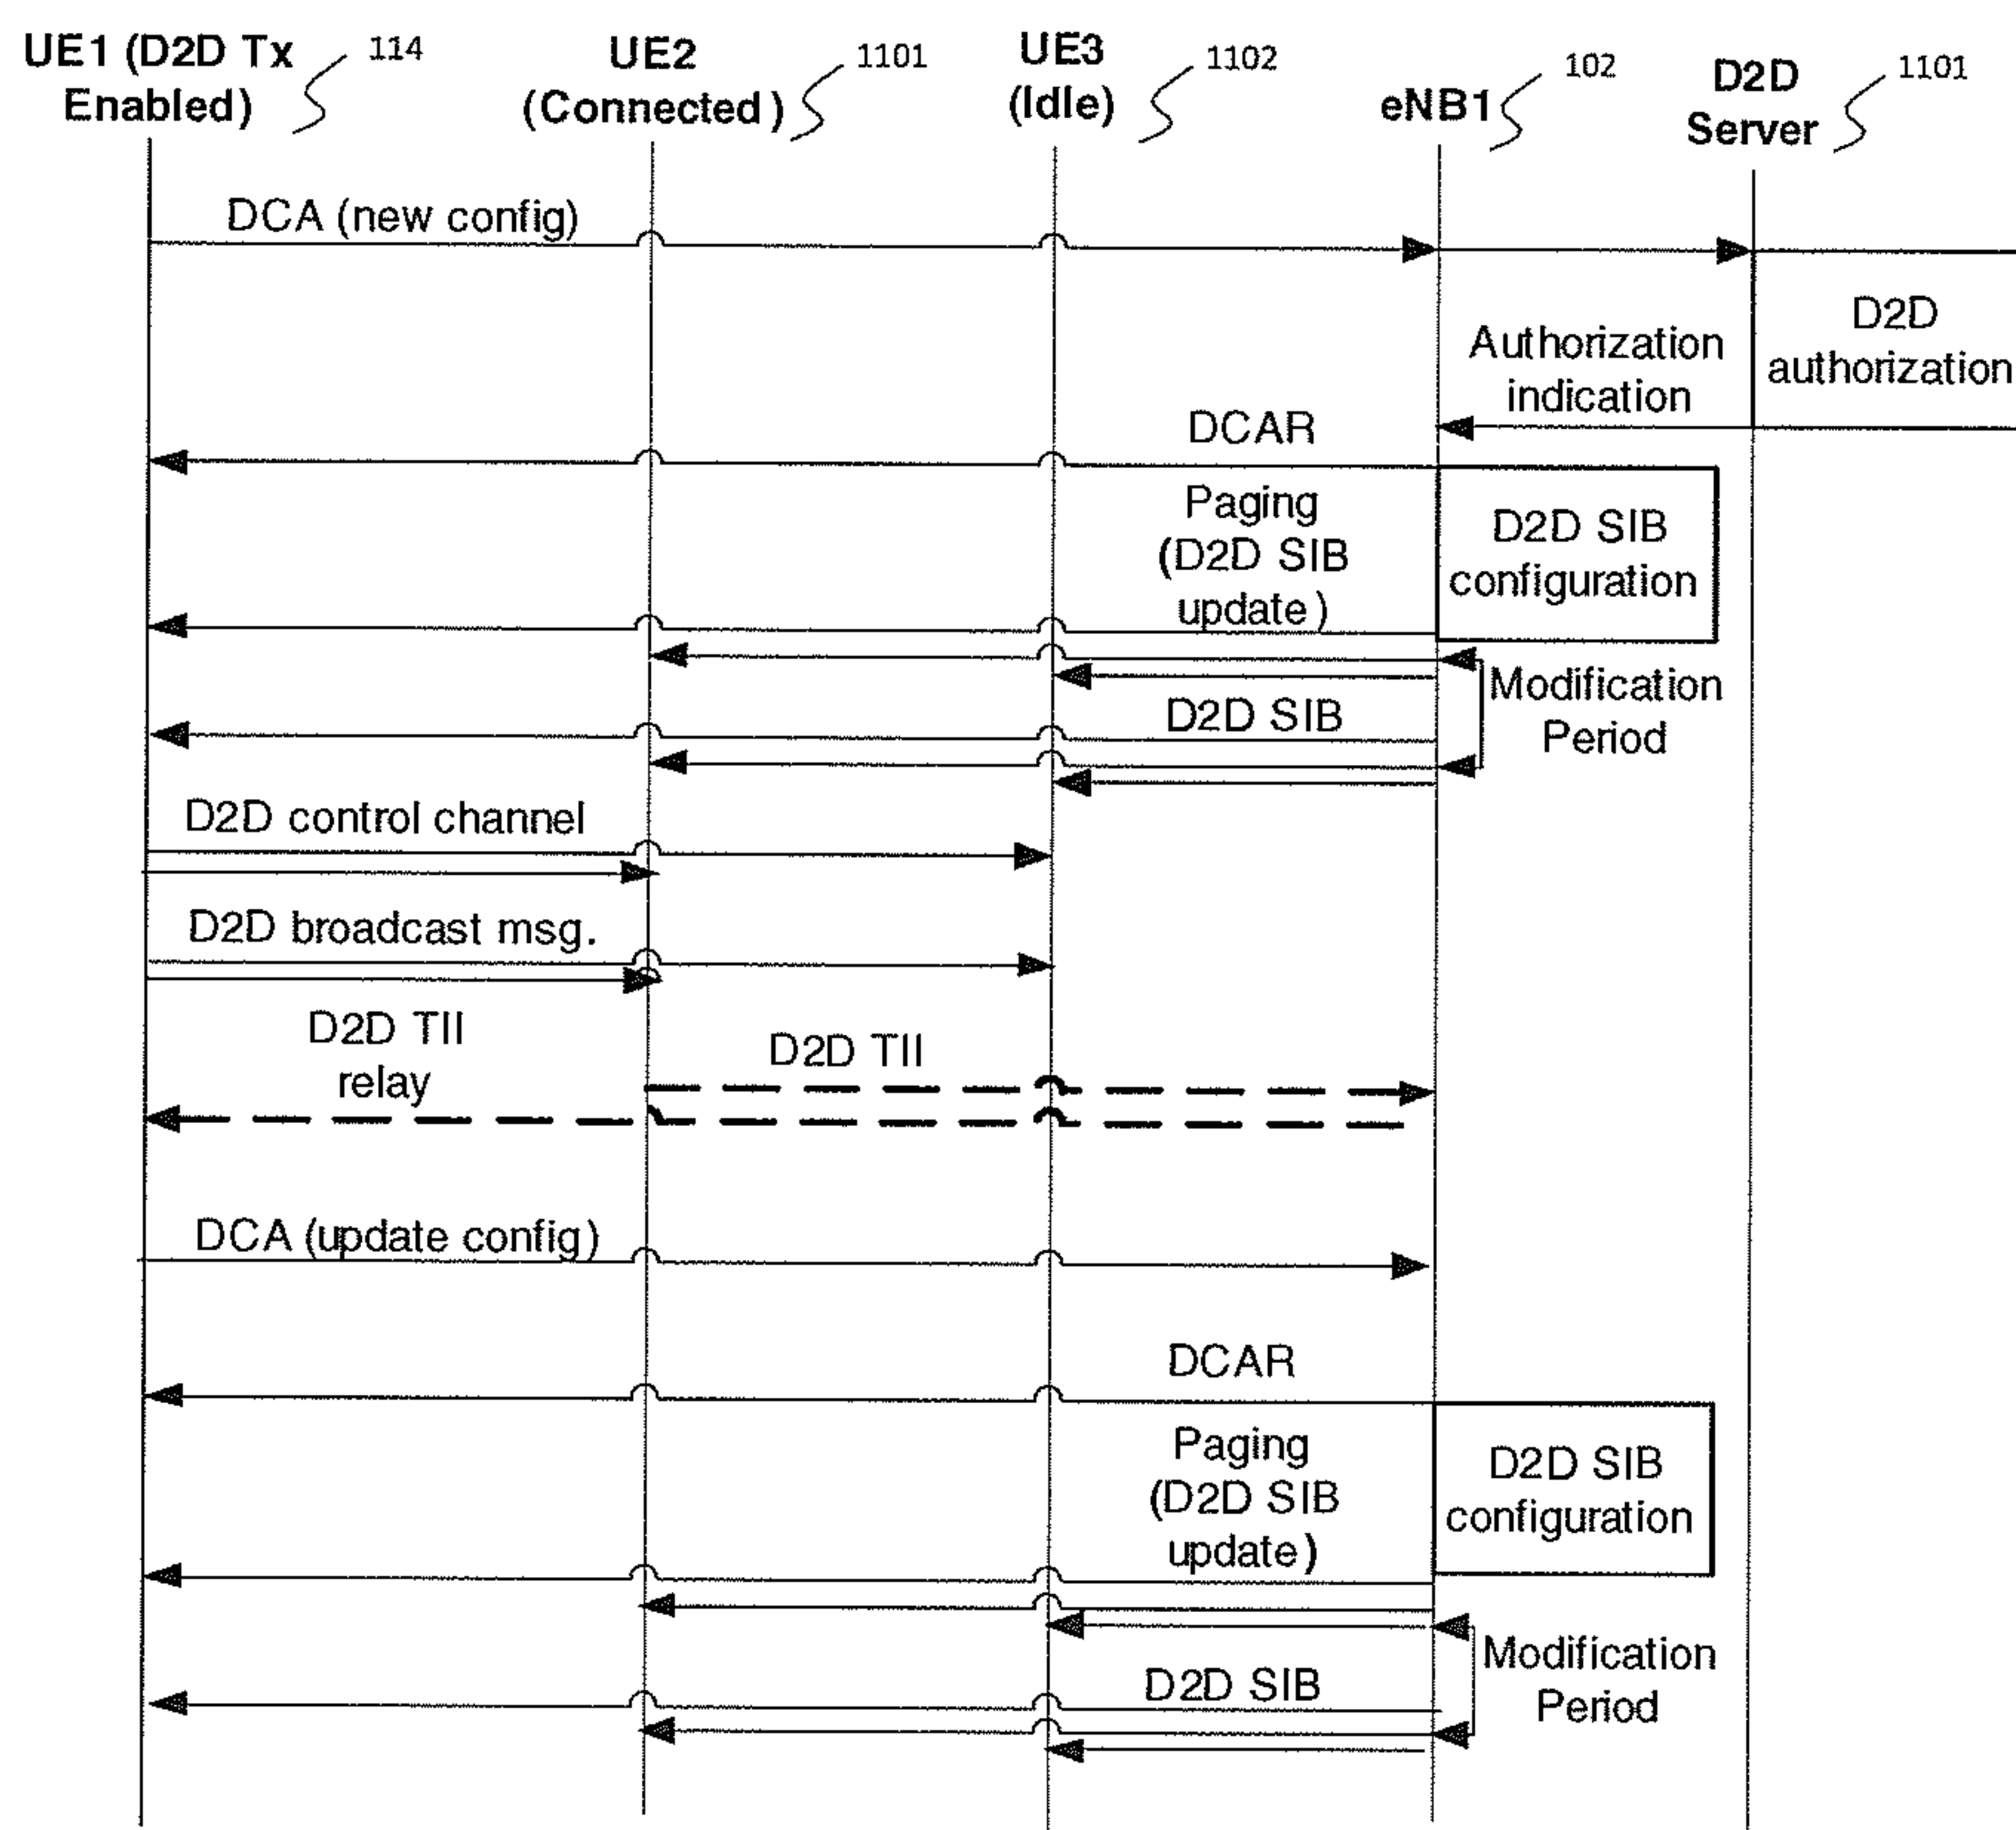 UE1 (D2D Tx
Enabled)
114
UE2
(Connected)
1101
UE3
(Idle)
1102
eNB1
102
D2D
Server
1101
DCA (new config)
D2D
authorization
Authorization
indication
DCAR
Paging
(D2D SIB
update)
D2D SIB
configuration
Modification
Period
D2D SIB
D2D control channel
D2D broadcast msg.
D2D TII
relay
D2D TII
DCA (update config)
DCAR
Paging
(D2D SIB
update)
D2D SIB
configuration
Modification
Period
D2D SIB